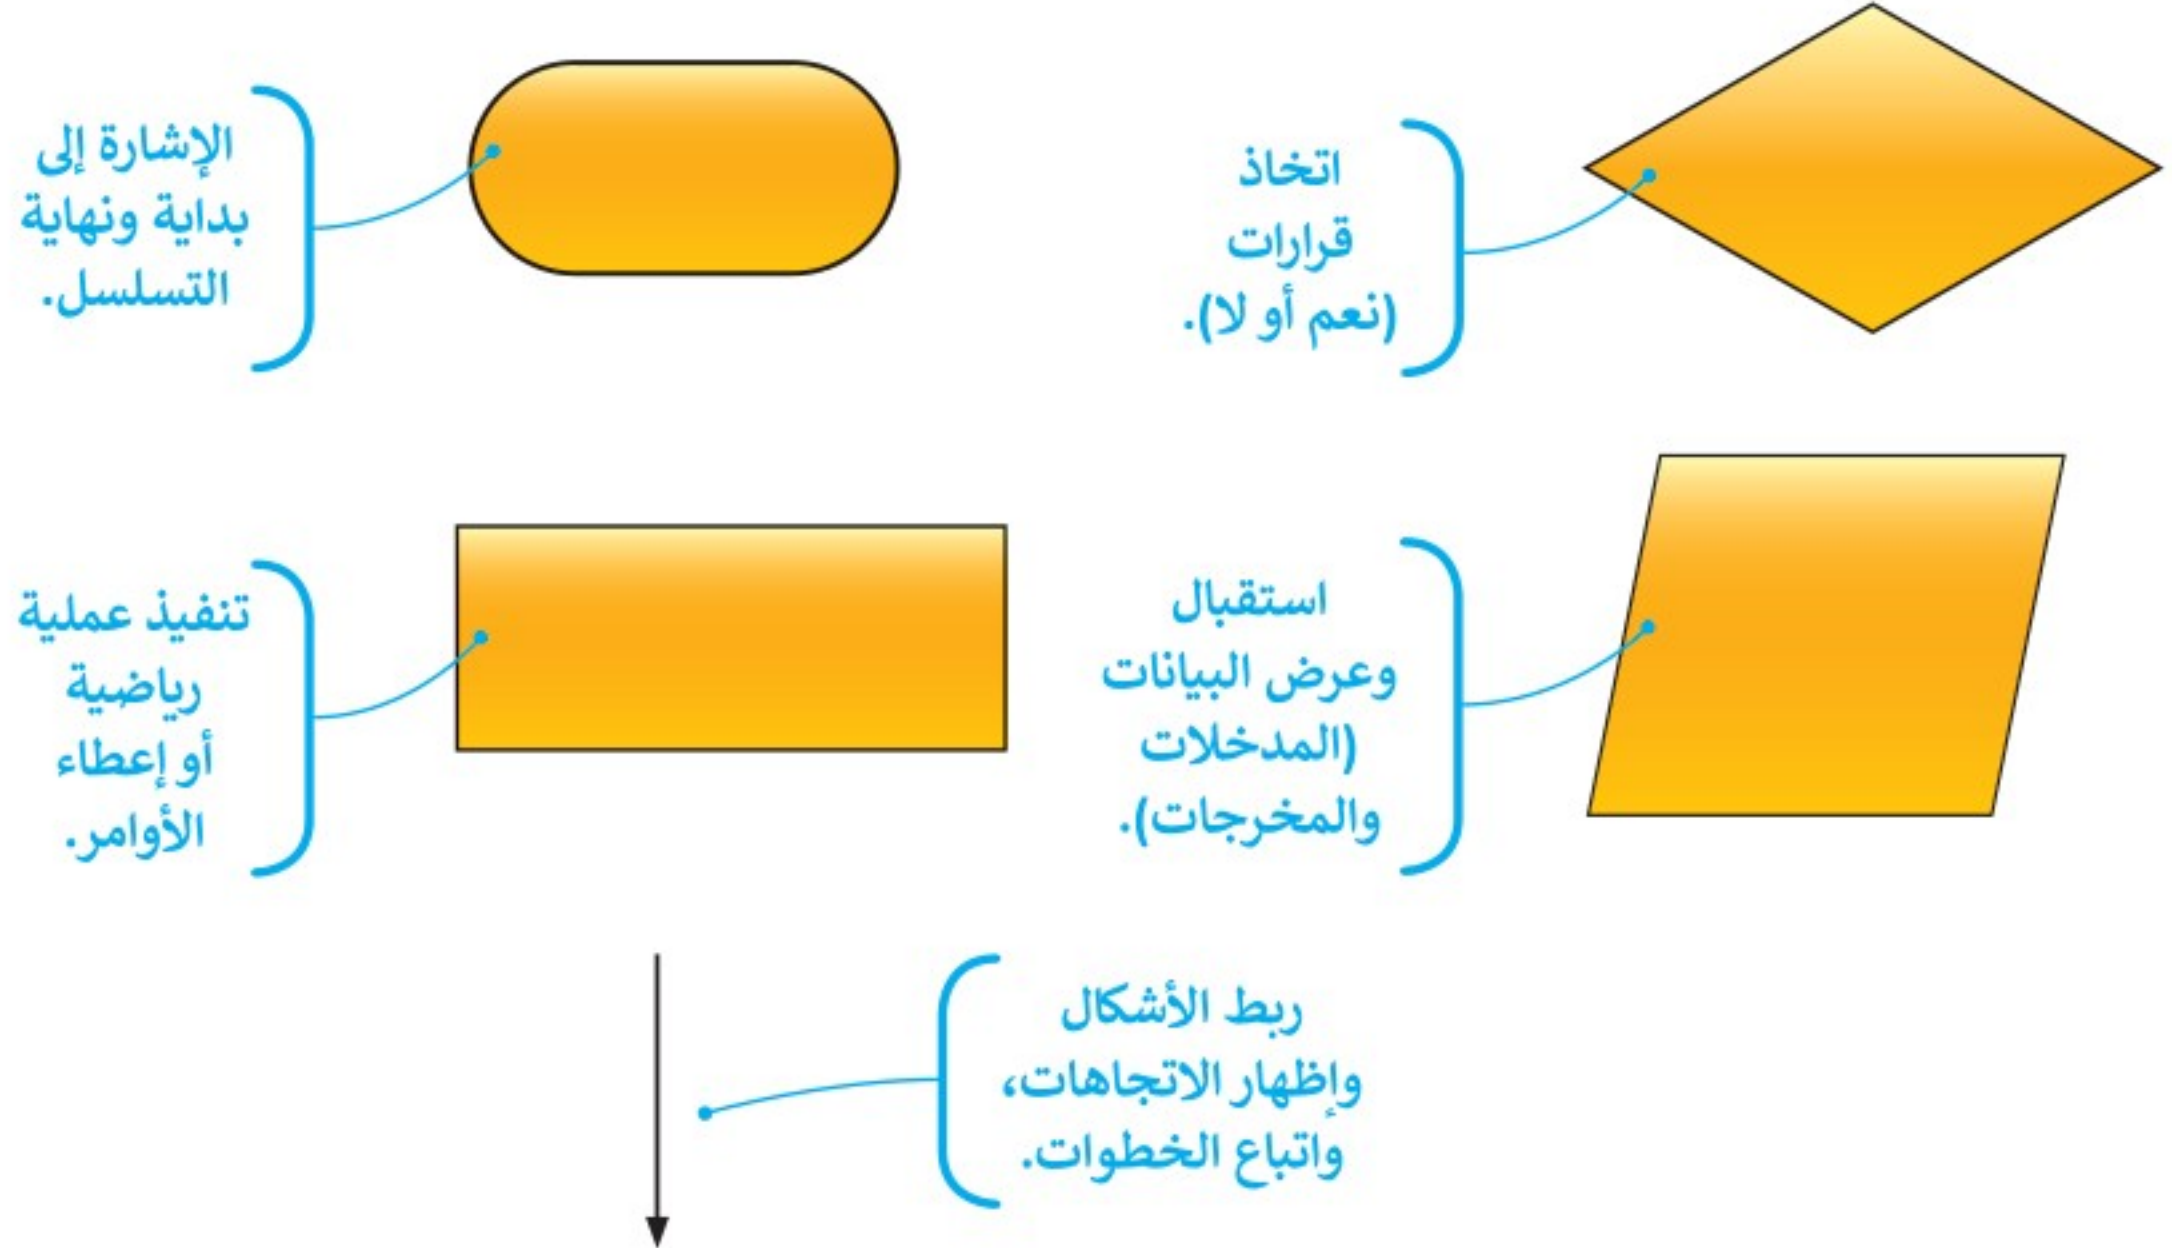 اتخاذ
قرارات
(نعم أو لا).
الإشارة إلى
بداية ونهاية
التسلسل.
استقبال
وعرض البيانات
(المدخلات
والمخرجات).
تنفيذ عملية
رياضية
أو إعطاء
الأوامر.
ربط الأشكال
وإظهار الاتجاهات،
واتباع الخطوات.